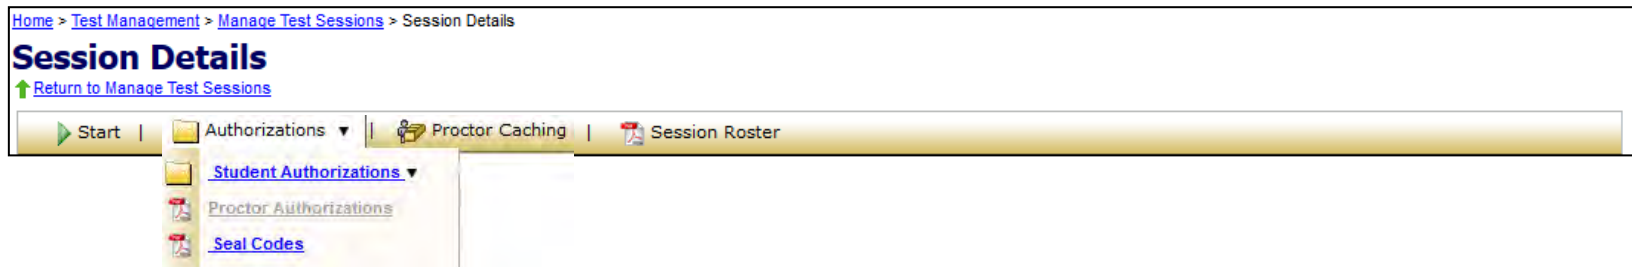 Home > Test Management > Manage Test Sessions > Session Details
Session Details
Return to Manage Test Sessions
Start | Authorizations ▼ | Proctor Caching | Session Roster
Student Authorizations ▼
Proctor Authorizations
Seal Codes